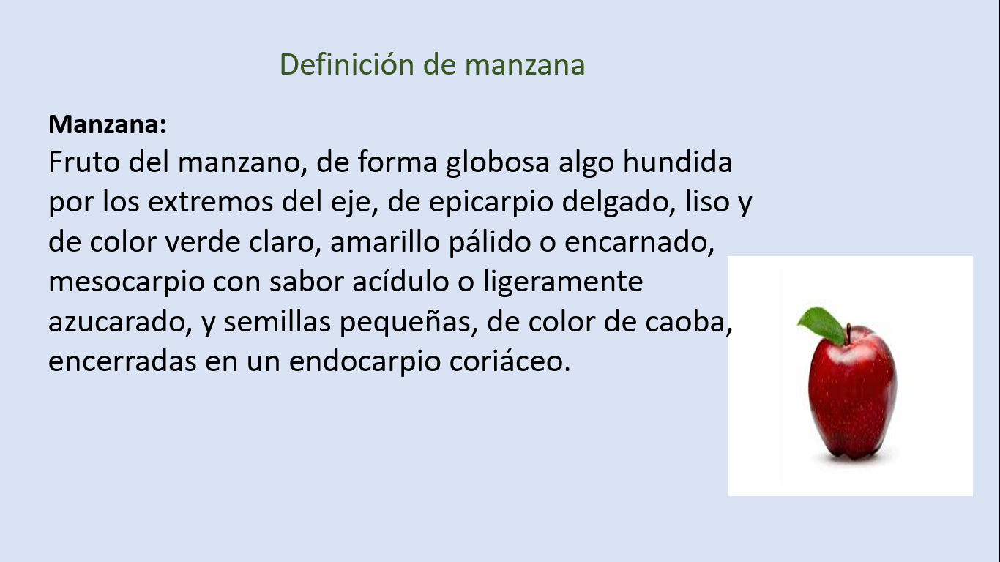 Definición de manzana
Manzana:
Fruto del manzano, de forma globosa algo hundida
por los extremos del eje, de epicarpio delgado, liso y
de color verde claro, amarillo pálido o encarnado,
mesocarpio con sabor acídulo o ligeramente
azucarado, y semillas pequeñas, de color de caoba,
encerradas en un endocarpio coriáceo.